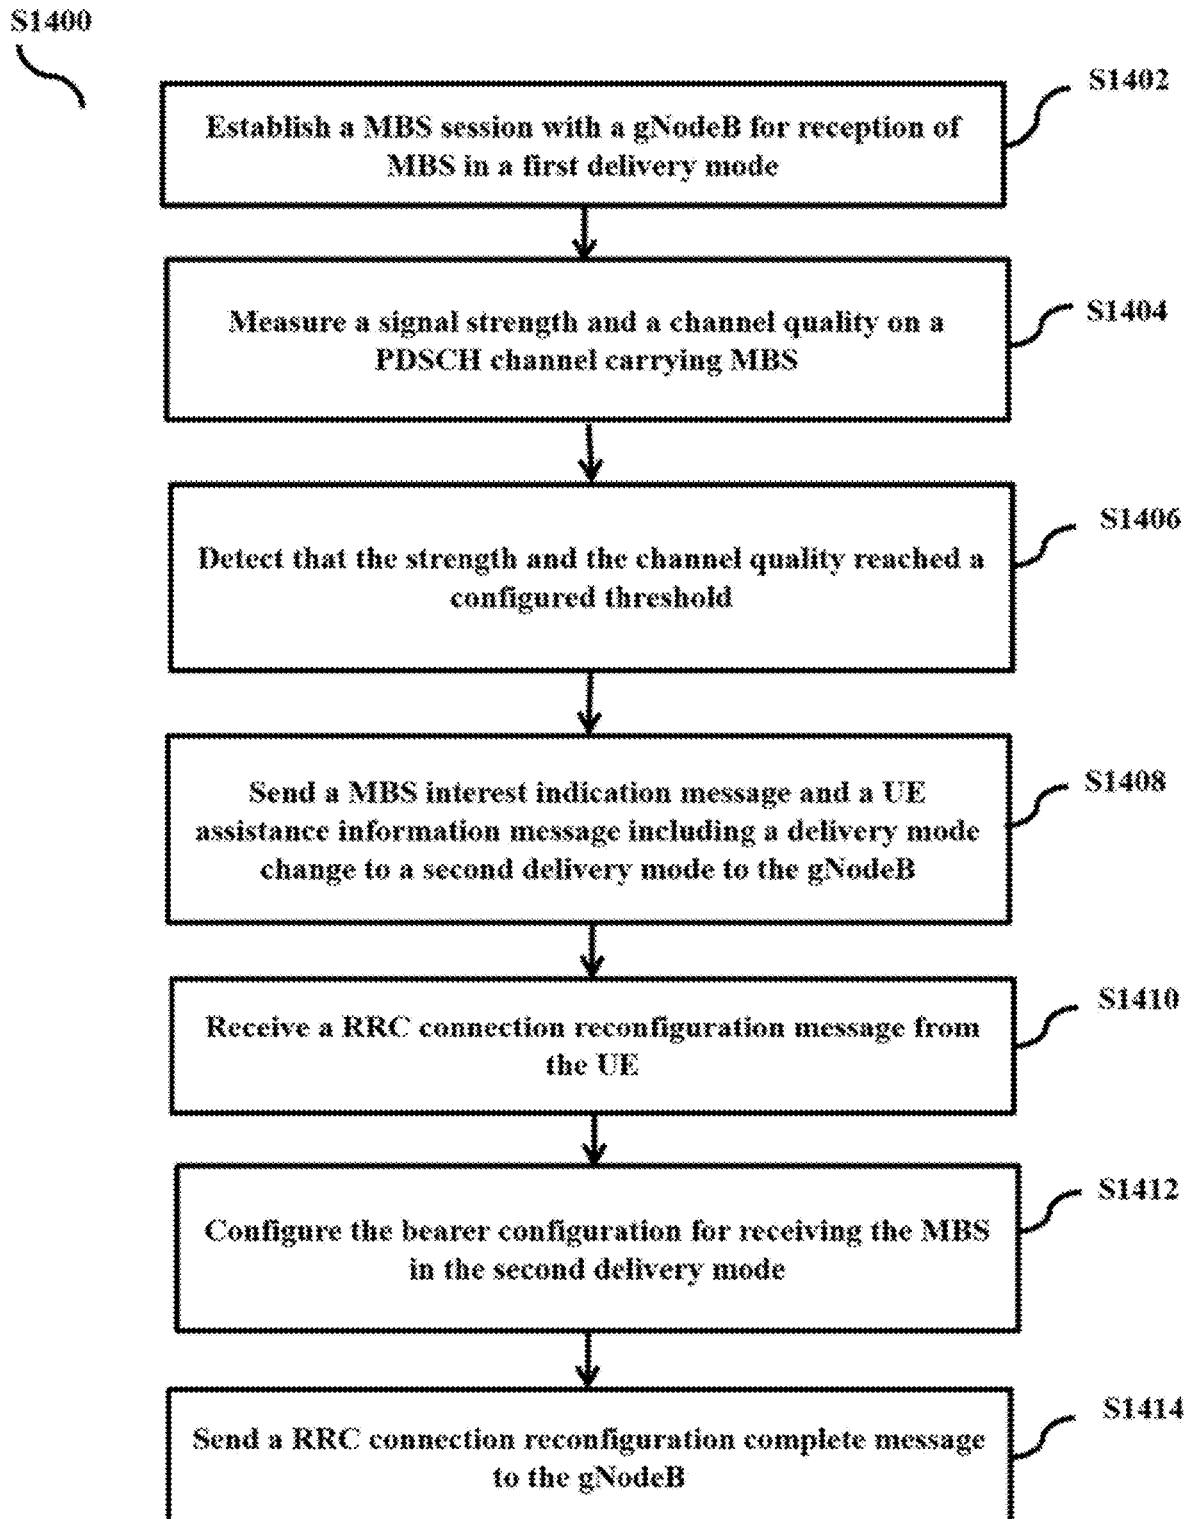 S1400
S1402
Establish a MBS session with a gNodeB for reception of
MBS in a first delivery mode
S1404
Measure a signal strength and a channel quality on a
PDSCH channel carrying MBS
S1406
Detect that the strength and the channel quality reached a
configured threshold
S1408
Send a MBS interest indication message and a UE
assistance information message including a delivery mode
change to a second delivery mode to the gNodeB
S1410
Receive a RRC connection reconfiguration message from
the UE
S1412
Configure the bearer configuration for receiving the MBS
in the second delivery mode
S1414
Send a RRC connection reconfiguration complete message
to the gNodeB